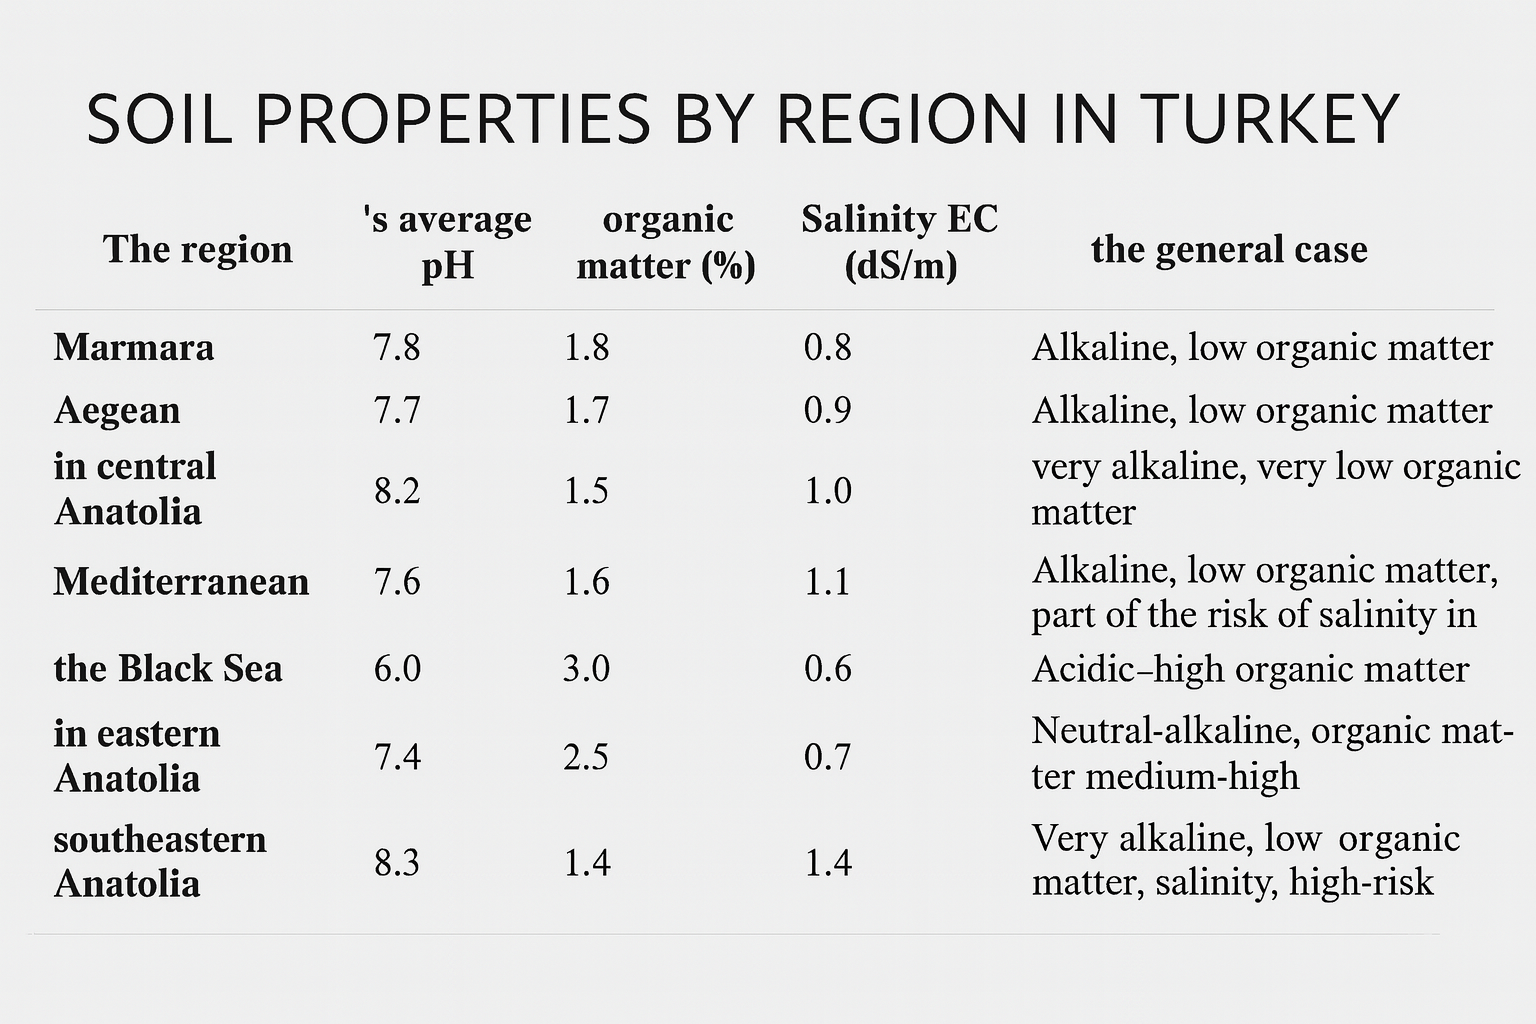 SOIL PROPERTIES BY REGION IN TURKEY
The region 's average pH organic matter (%) Salinity EC (dS/m) the general case
Marmara 7.8 1.8 0.8 Alkaline, low organic matter
Aegean 7.7 1.7 0.9 Alkaline, low organic matter
in central Anatolia 8.2 1.5 1.0 very alkaline, very low organic matter
Mediterranean 7.6 1.6 1.1 Alkaline, low organic matter, part of the risk of salinity in
the Black Sea 6.0 3.0 0.6 Acidic–high organic matter
in eastern Anatolia 7.4 2.5 0.7 Neutral-alkaline, organic mat-ter medium-high
southeastern Anatolia 8.3 1.4 1.4 Very alkaline, low organic matter, salinity, high-risk